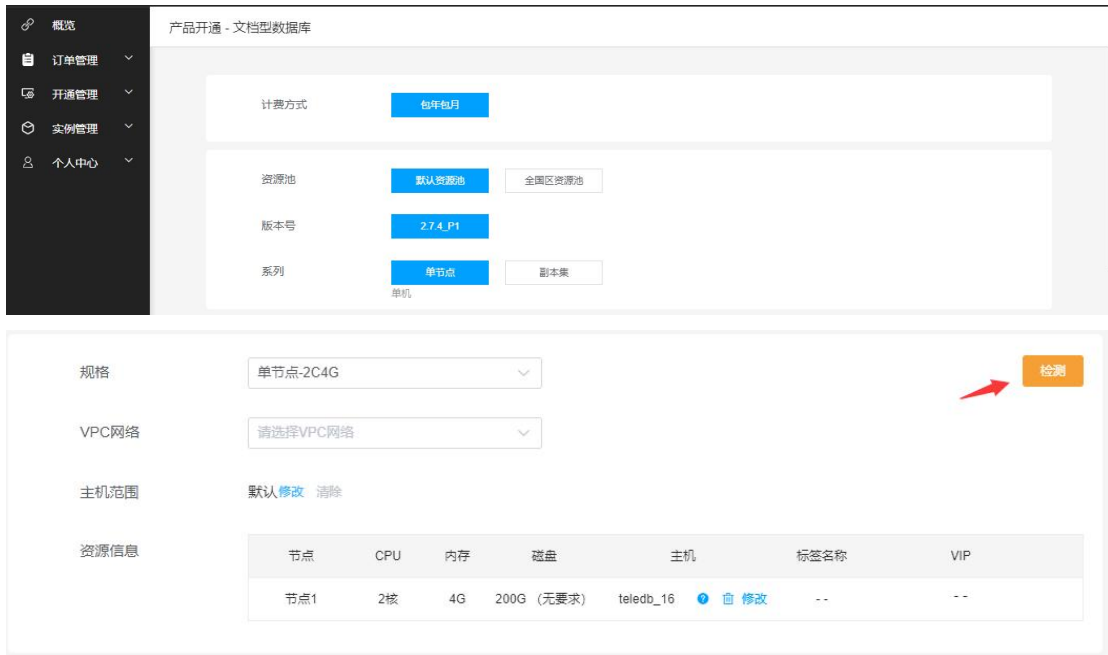 概览
订单管理
开通管理
实例管理
个人中心
产品开通 - 文档型数据库
计费方式 包年包月
资源池 默认资源池 全国区资源池
版本号 2.7.4_P1
系列 单节点 副本集
单机
规格 单节点-2C4G 检测
VPC网络 请选择VPC网络
主机范围 默认修改 清除
资源信息
节点 CPU 内存 磁盘 主机 标签名称 VIP
节点1 2核 4G 200G （无要求） teledb_16 ? 修改 -- --